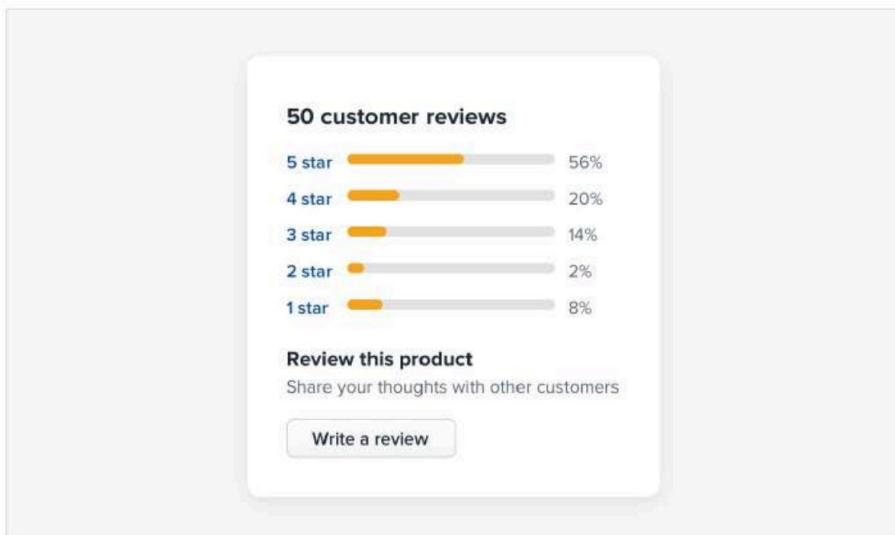 50 customer reviews
5 star 56%
4 star 20%
3 star 14%
2 star 2%
1 star 8%
Review this product
Share your thoughts with other customers
Write a review